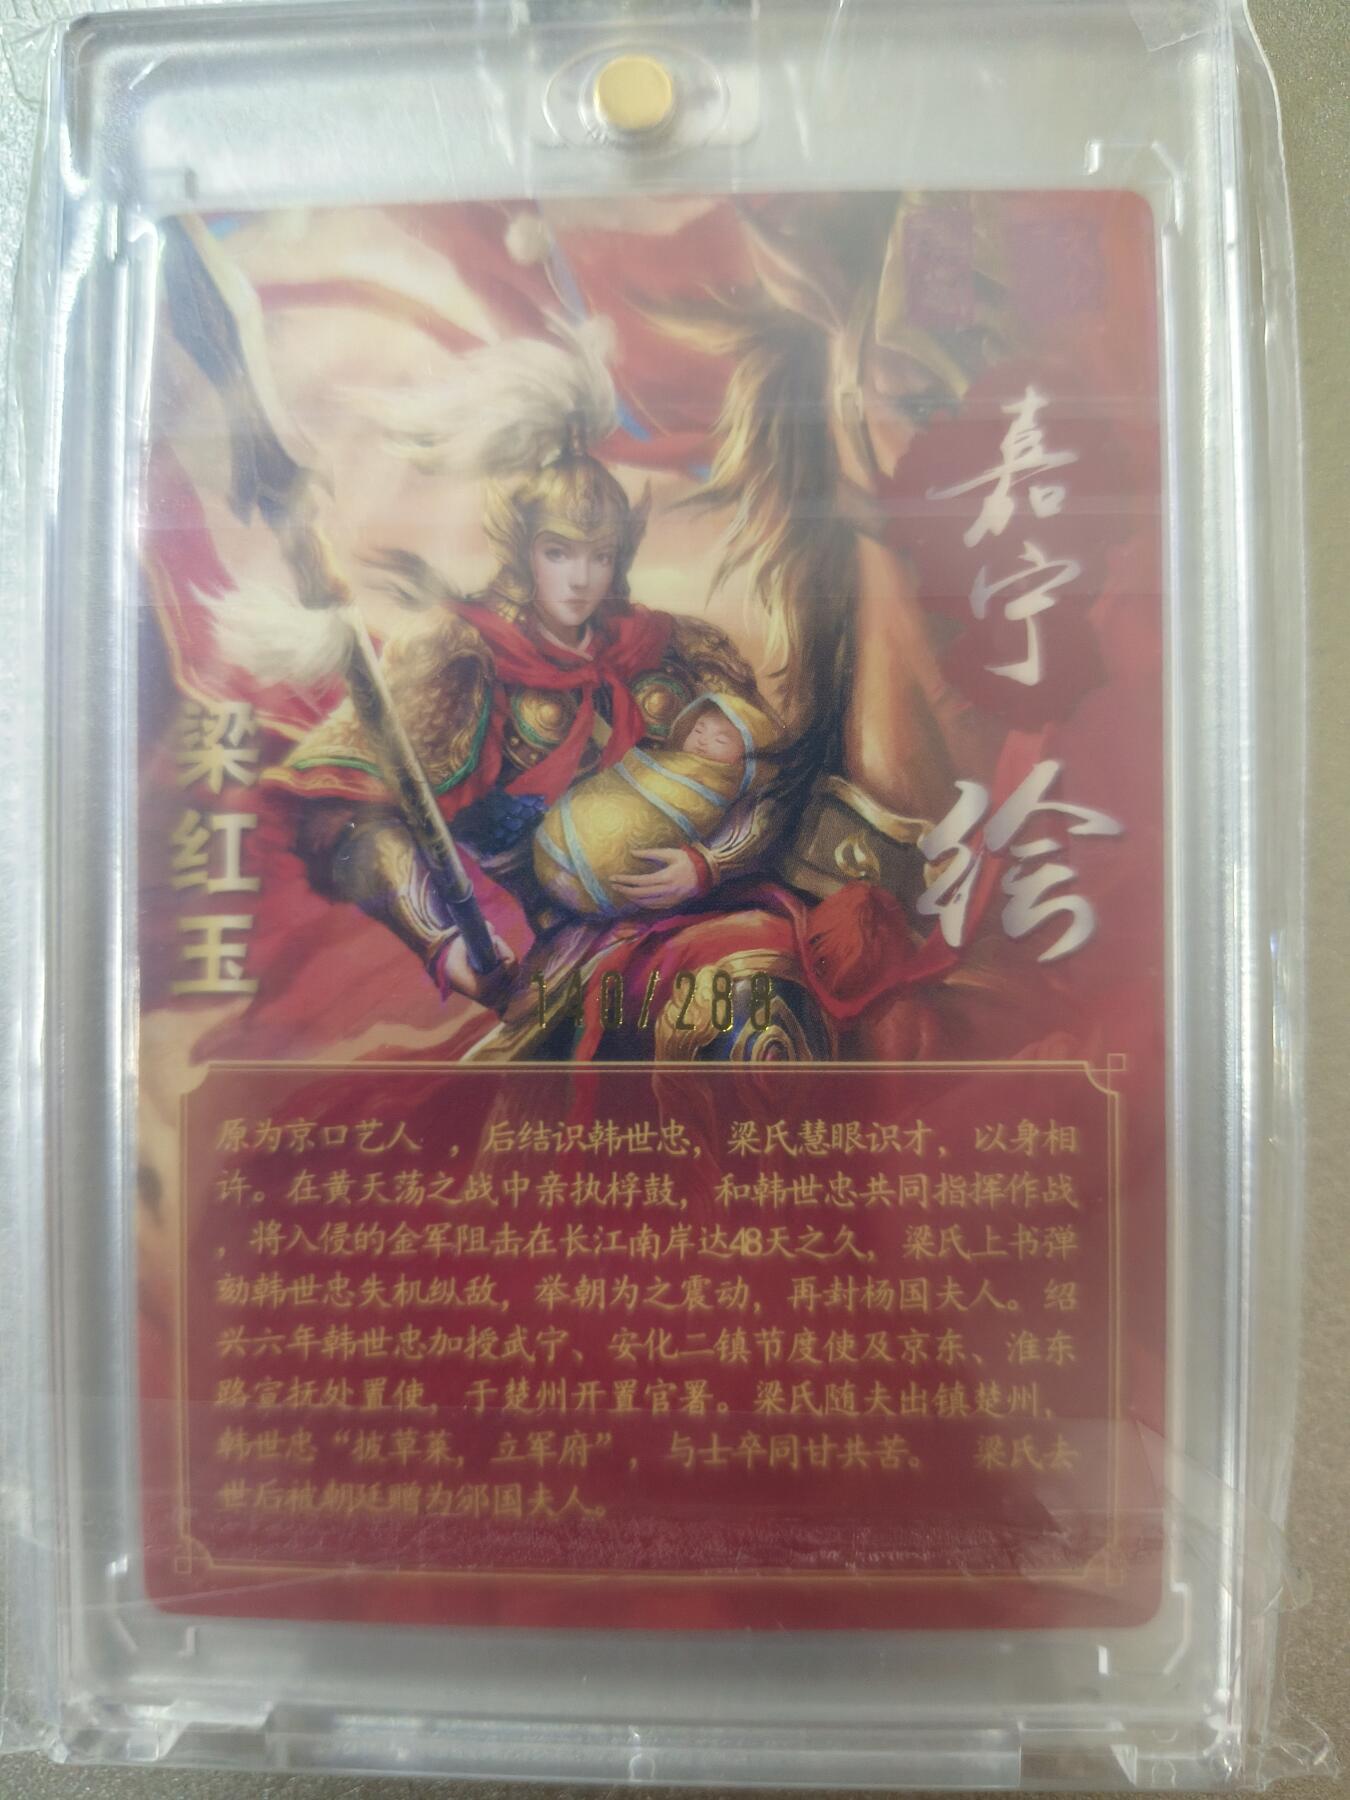 嘉宁
绘
梁红玉
140/288
原为京口艺人 ，后结识韩世忠，梁氏慧眼识才，以身相
许。在黄天荡之战中亲执桴鼓，和韩世忠共同指挥作战
，将入侵的金军阻击在长江南岸达48天之久，梁氏上书弹
劾韩世忠失机纵敌，举朝为之震动，再封杨国夫人。绍
兴六年韩世忠加授武宁、安化二镇节度使及京东、淮东
路宣抚处置使，于楚州开置官署。梁氏随夫出镇楚州，
韩世忠“披草莱，立军府”，与士卒同甘共苦。 梁氏去
世后被朝廷赠为邠国夫人。